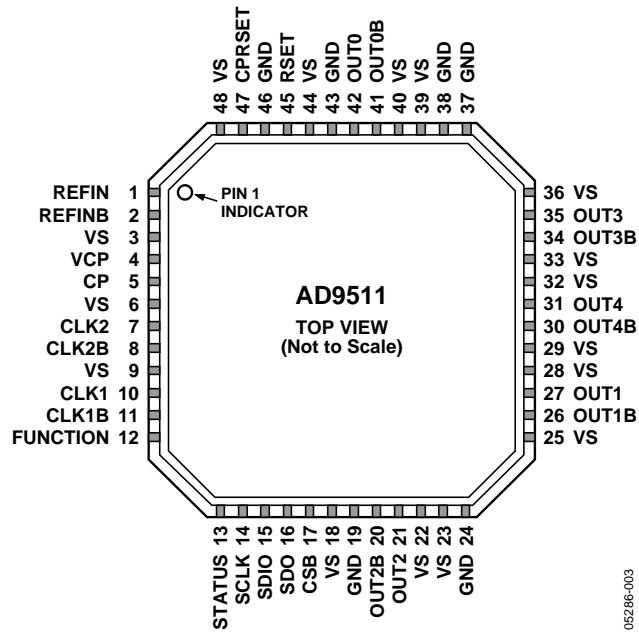 48 VS
47 CPRSET
46 GND
45 RSET
44 VS
43 GND
42 OUT0
41 OUT0B
40 VS
39 VS
38 GND
37 GND
REFIN 1
REFINB 2
VS 3
VCP 4
CP 5
VS 6
CLK2 7
CLK2B 8
VS 9
CLK1 10
CLK1B 11
FUNCTION 12
PIN 1
INDICATOR
AD9511
TOP VIEW
(Not to Scale)
36 VS
35 OUT3
34 OUT3B
33 VS
32 VS
31 OUT4
30 OUT4B
29 VS
28 VS
27 OUT1
26 OUT1B
25 VS
STATUS 13
SCLK 14
SDIO 15
SDO 16
CSB 17
VS 18
GND 19
OUT2B 20
OUT2 21
VS 22
VS 23
GND 24
05286-003